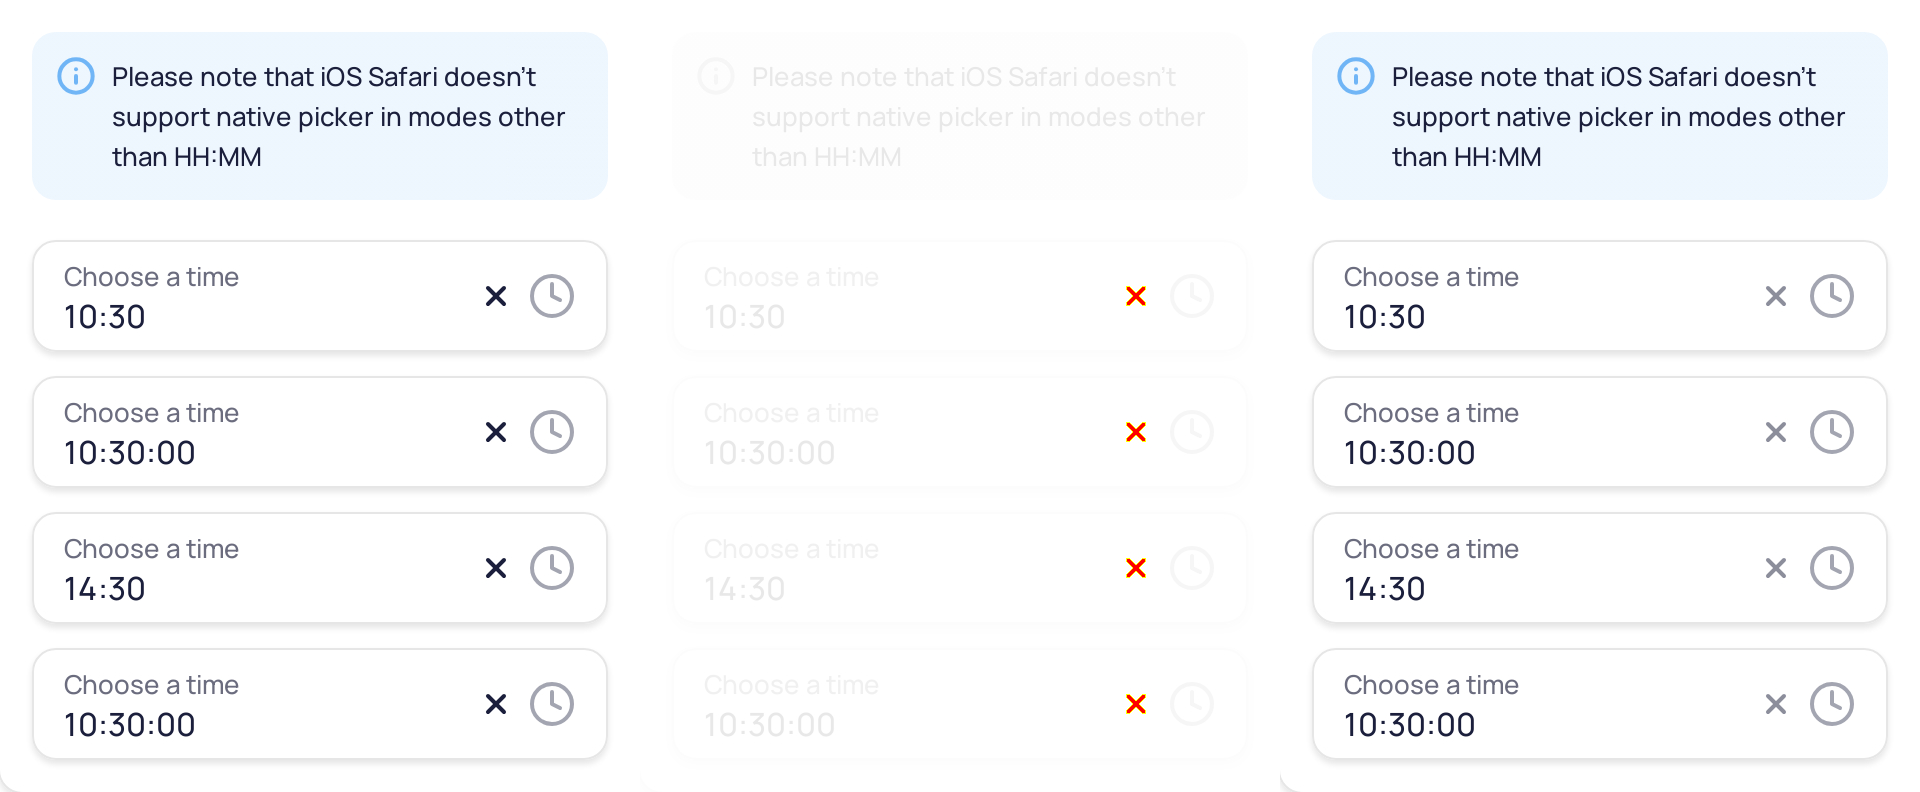 Please note that iOS Safari doesn’t
support native picker in modes other
than HH:MM
Choose a time
10:30
Choose a time
10:30:00
Choose a time
14:30
Choose a time
10:30:00
Please note that iOS Safari doesn’t
support native picker in modes other
than HH:MM
Choose a time
10:30
Choose a time
10:30:00
Choose a time
14:30
Choose a time
10:30:00
Please note that iOS Safari doesn’t
support native picker in modes other
than HH:MM
Choose a time
10:30
Choose a time
10:30:00
Choose a time
14:30
Choose a time
10:30:00